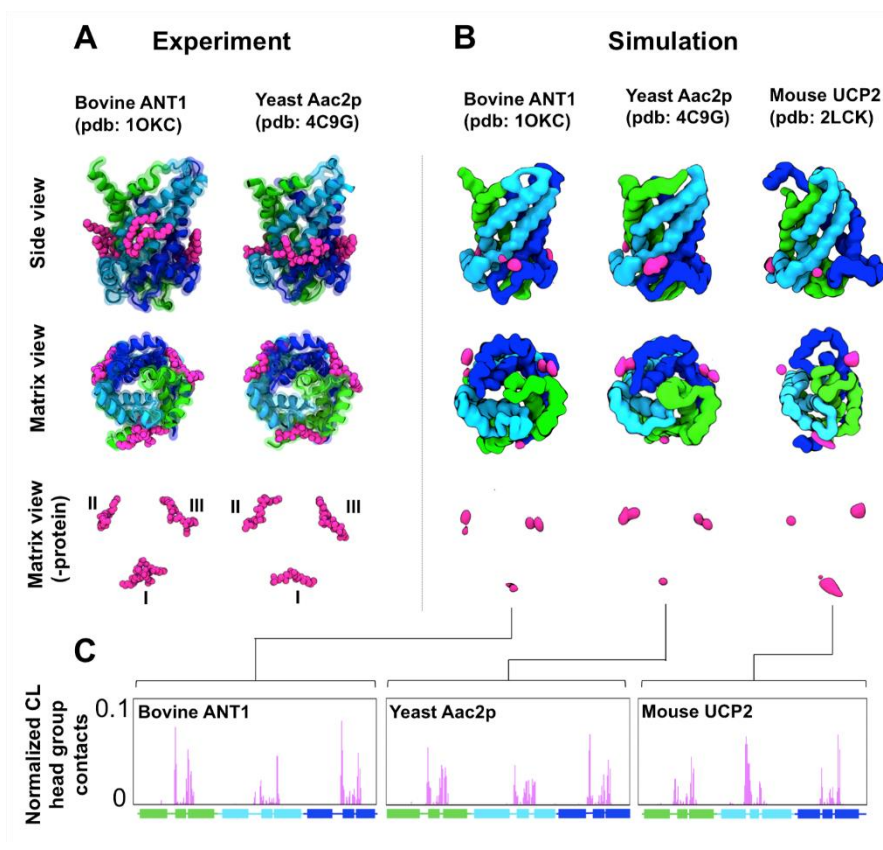 A Experiment
B Simulation
Bovine ANT1
(pdb: 1OKC)
Yeast Aac2p
(pdb: 4C9G)
Bovine ANT1
(pdb: 1OKC)
Yeast Aac2p
(pdb: 4C9G)
Mouse UCP2
(pdb: 2LCK)
Side view
Matrix view
Matrix view
(-protein)
II
III
I
II
III
I
C
Normalized CL
head group
contacts
0.1
0
Bovine ANT1
Yeast Aac2p
Mouse UCP2